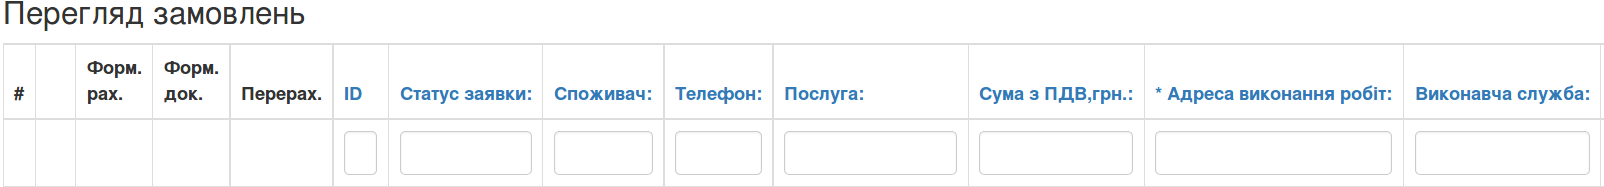 Перегляд замовлень
# Форм. рах. Форм. док. Перерах. ID Статус заявки: Споживач: Телефон: Послуга: Сума з ПДВ,грн.: * Адреса виконання робіт: Виконавча служба: